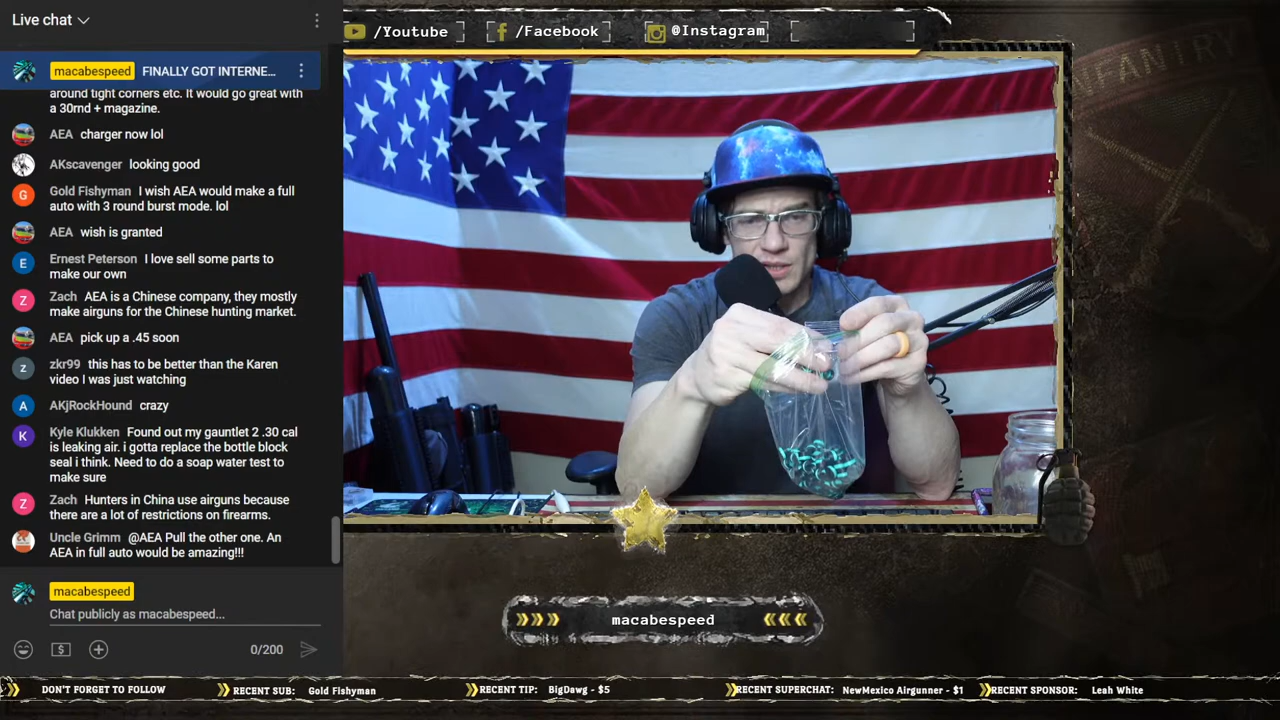 Live chat
macabespeed FINALLY GOT INTERNE...
around tight corners etc. It would go great with
a 30rnd + magazine.
AEA charger now lol
AKscavenger looking good
Gold Fishyman I wish AEA would make a full
auto with 3 round burst mode. lol
AEA wish is granted
Ernest Peterson I love sell some parts to
make our own
Zach AEA is a Chinese company, they mostly
make airguns for the Chinese hunting market.
AEA pick up a .45 soon
zkr99 this has to be better than the Karen
video I was just watching
AKjRockHound crazy
Kyle Klukken Found out my gauntlet 2 .30 cal
is leaking air. i gotta replace the bottle block
seal i think. Need to do a soap water test to
make sure
Zach Hunters in China use airguns because
there are a lot of restrictions on firearms.
Uncle Grimm @AEA Pull the other one. An
AEA in full auto would be amazing!!!
macabespeed
Chat publicly as macabespeed...
0/200
/Youtube
/Facebook
@Instagram
INFANTRY
macabespeed
DON'T FORGET TO FOLLOW
RECENT SUB: Gold Fishyman
RECENT TIP: BigDawg - $5
RECENT SUPERCHAT: NewMexico Airgunner - $1
RECENT SPONSOR: Leah White